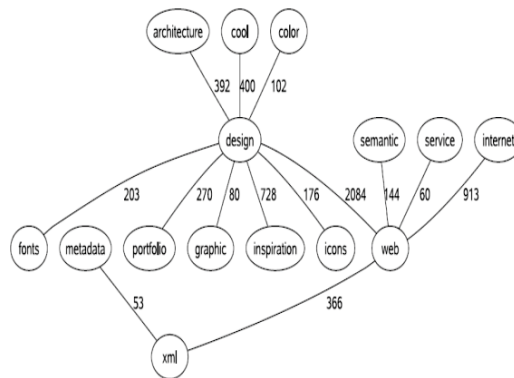 architecture cool color
392 400 102
design semantic service internet
203 270 80 728 176 2084 144 60 913
fonts metadata portfolio graphic inspiration icons web
53 366
xml